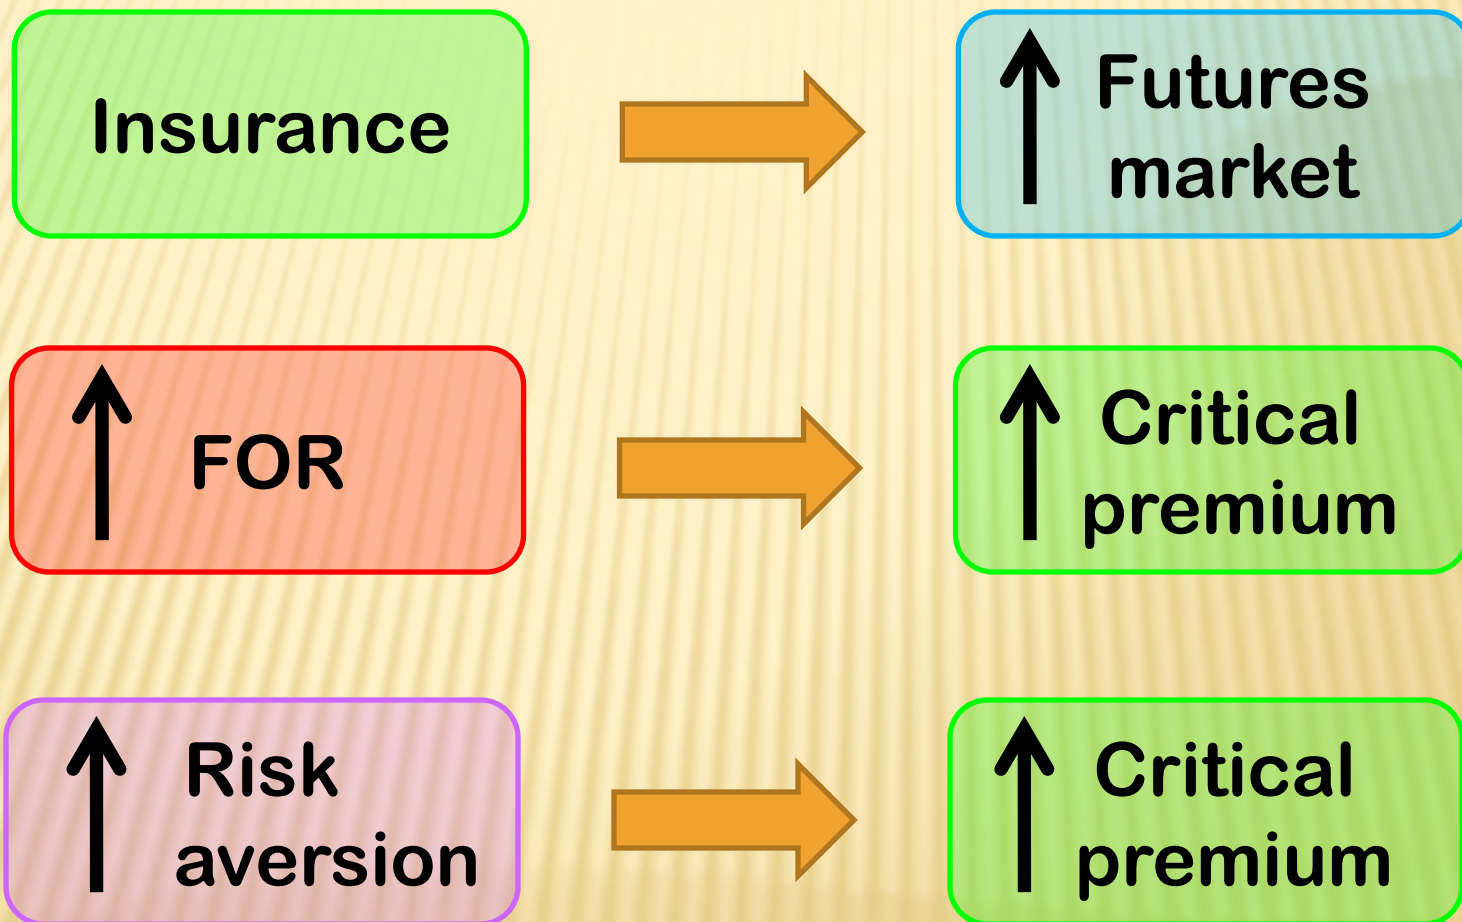 Insurance
Futures
market
FOR
Critical
premium
Risk
aversion
Critical
premium